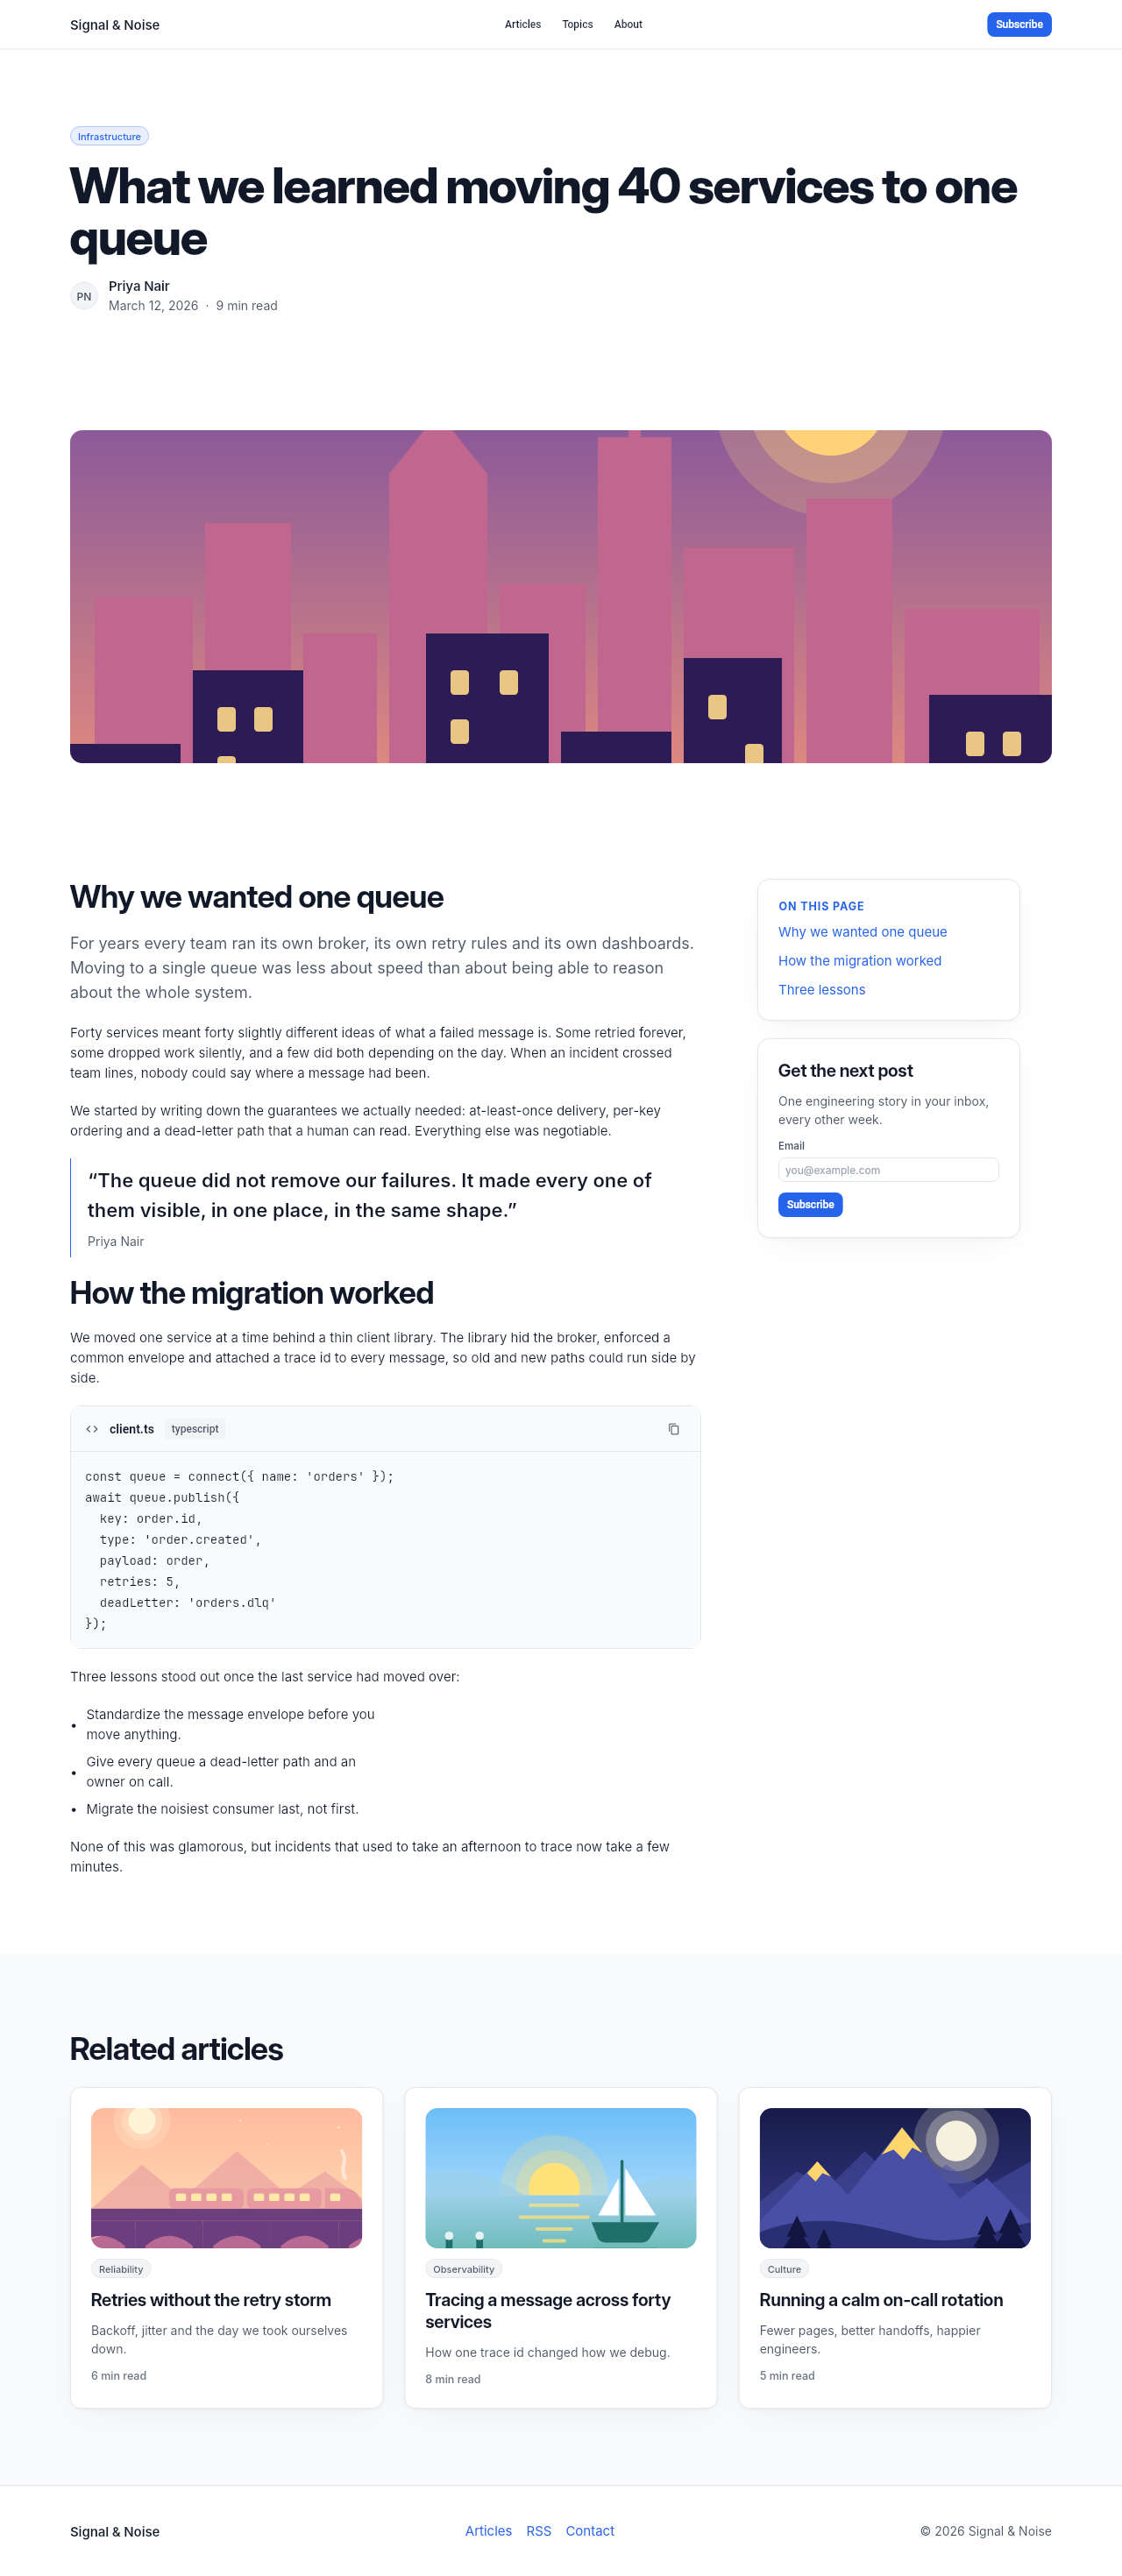 Signal & Noise
Articles Topics About
Subscribe
Infrastructure
What we learned moving 40 services to one
queue
PN
Priya Nair
March 12, 2026 · 9 min read
Why we wanted one queue
For years every team ran its own broker, its own retry rules and its own dashboards.
Moving to a single queue was less about speed than about being able to reason
about the whole system.
Forty services meant forty slightly different ideas of what a failed message is. Some retried forever,
some dropped work silently, and a few did both depending on the day. When an incident crossed
team lines, nobody could say where a message had been.
We started by writing down the guarantees we actually needed: at-least-once delivery, per-key
ordering and a dead-letter path that a human can read. Everything else was negotiable.
“The queue did not remove our failures. It made every one of
them visible, in one place, in the same shape.”
Priya Nair
How the migration worked
We moved one service at a time behind a thin client library. The library hid the broker, enforced a
common envelope and attached a trace id to every message, so old and new paths could run side by
side.
client.ts typescript
const queue = connect({ name: 'orders' });
await queue.publish({
  key: order.id,
  type: 'order.created',
  payload: order,
  retries: 5,
  deadLetter: 'orders.dlq'
});
Three lessons stood out once the last service had moved over:
• Standardize the message envelope before you
move anything.
• Give every queue a dead-letter path and an
owner on call.
• Migrate the noisiest consumer last, not first.
None of this was glamorous, but incidents that used to take an afternoon to trace now take a few
minutes.
ON THIS PAGE
Why we wanted one queue
How the migration worked
Three lessons
Get the next post
One engineering story in your inbox,
every other week.
Email
you@example.com
Subscribe
Related articles
Reliability
Retries without the retry storm
Backoff, jitter and the day we took ourselves
down.
6 min read
Observability
Tracing a message across forty
services
How one trace id changed how we debug.
8 min read
Culture
Running a calm on-call rotation
Fewer pages, better handoffs, happier
engineers.
5 min read
Signal & Noise
Articles RSS Contact
© 2026 Signal & Noise